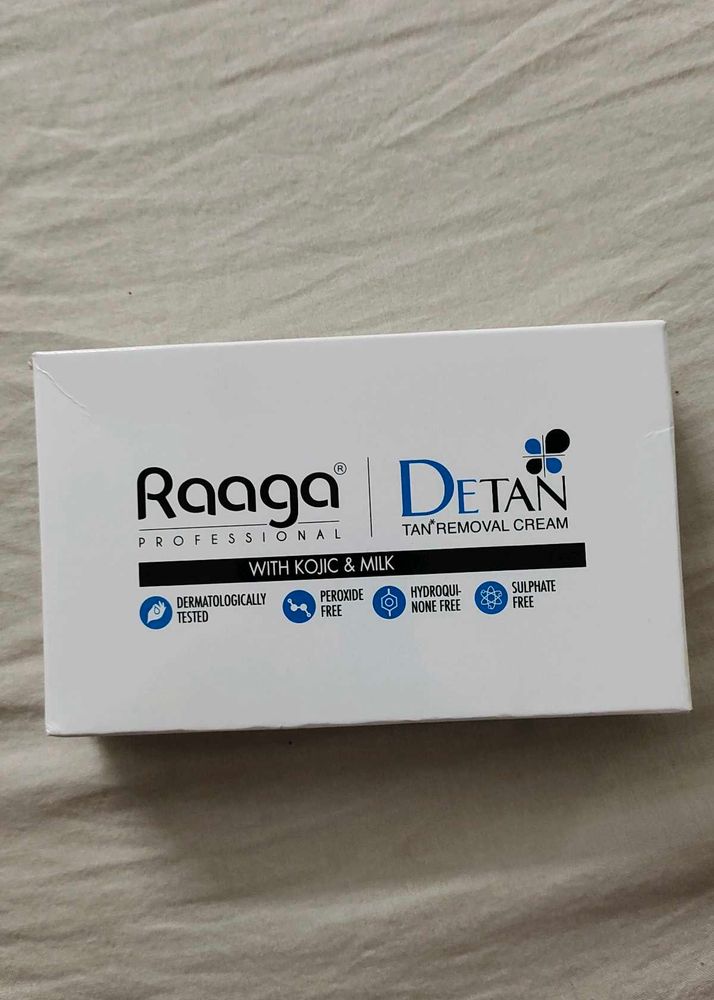 Raaga®
PROFESSIONAL
DETAN
TAN* REMOVAL CREAM
WITH KOJIC & MILK
DERMATOLOGICALLY
TESTED
PEROXIDE
FREE
HYDROQUI-
NONE FREE
SULPHATE
FREE